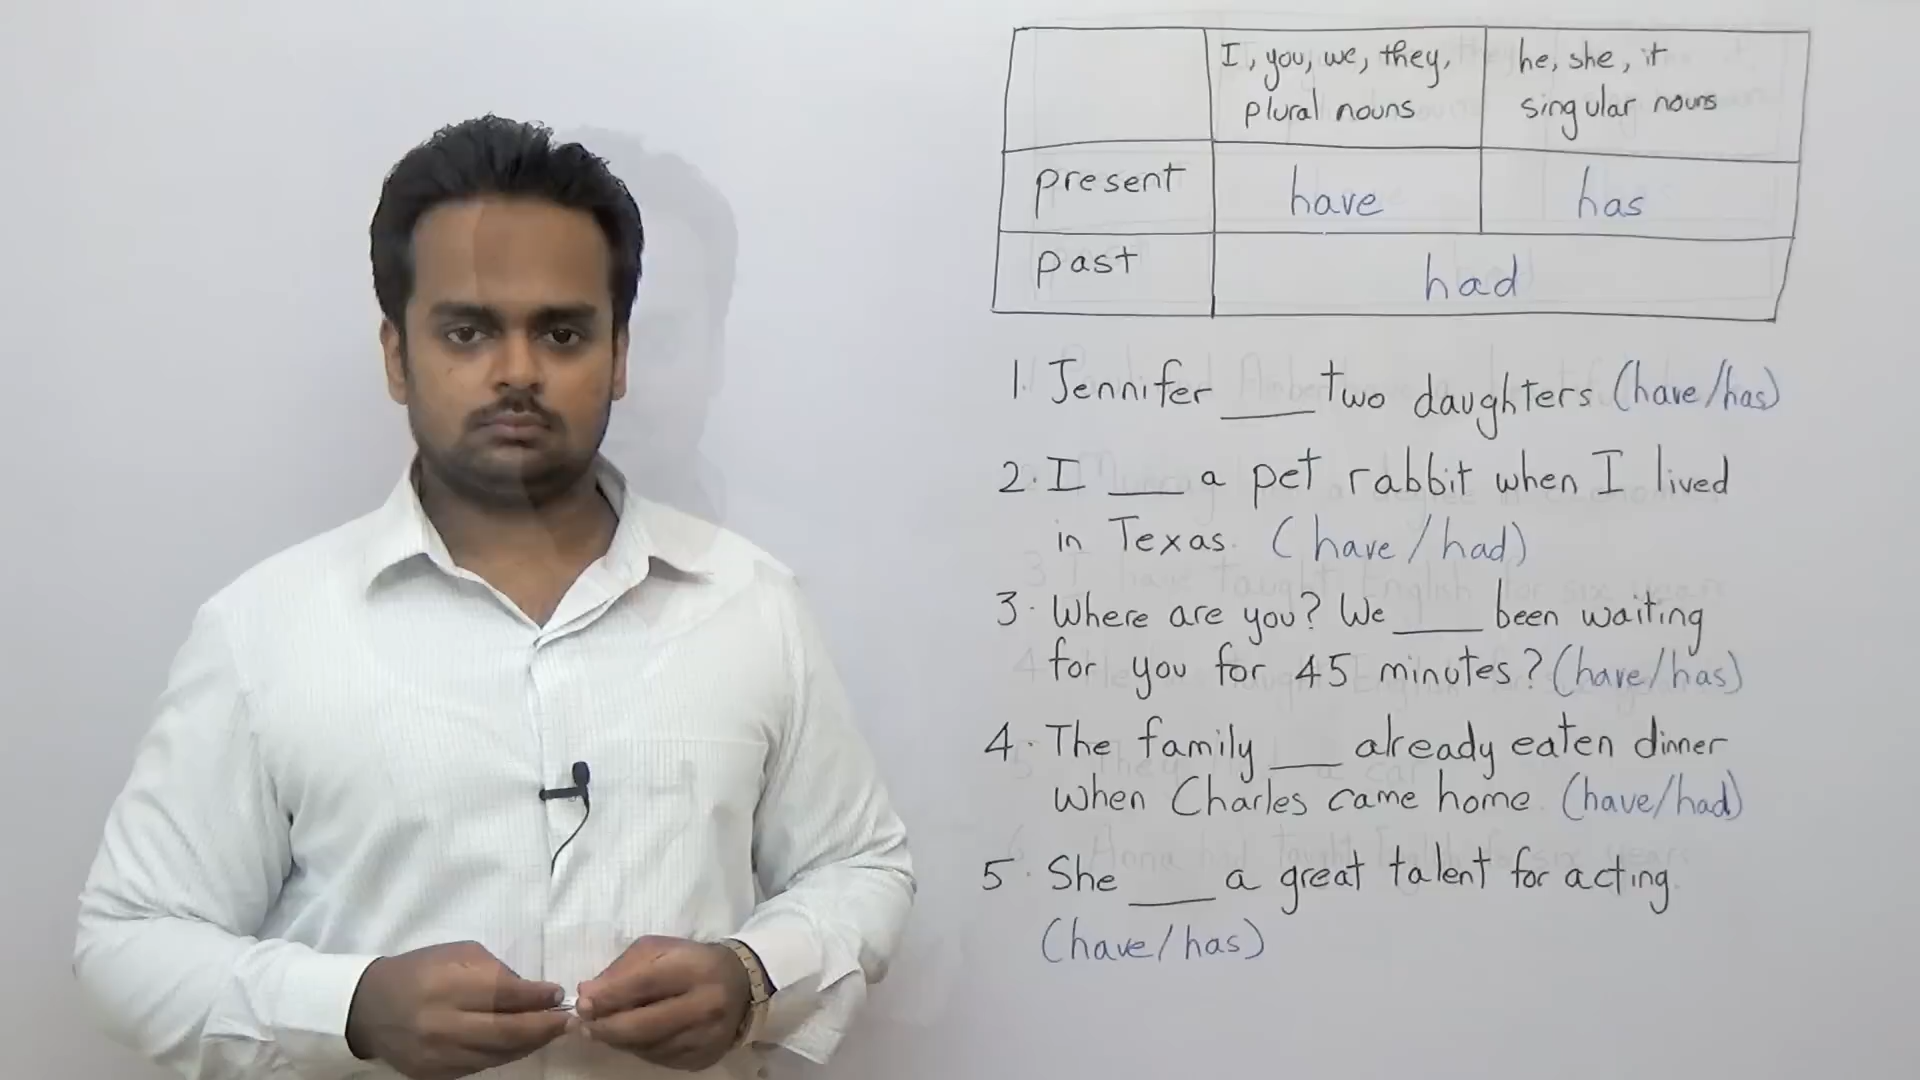 I, you, we, they,
plural nouns
he, she, it
singular nouns
present
have
has
past
had
1. Jennifer ____ two daughters (have/has)
2. I ___ a pet rabbit when I lived
in Texas. (have/had)
3. Where are you? We ____ been waiting
for you for 45 minutes? (have/has)
4. The family ___ already eaten dinner
when Charles came home. (have/had)
5. She ____ a great talent for acting.
(have/has)